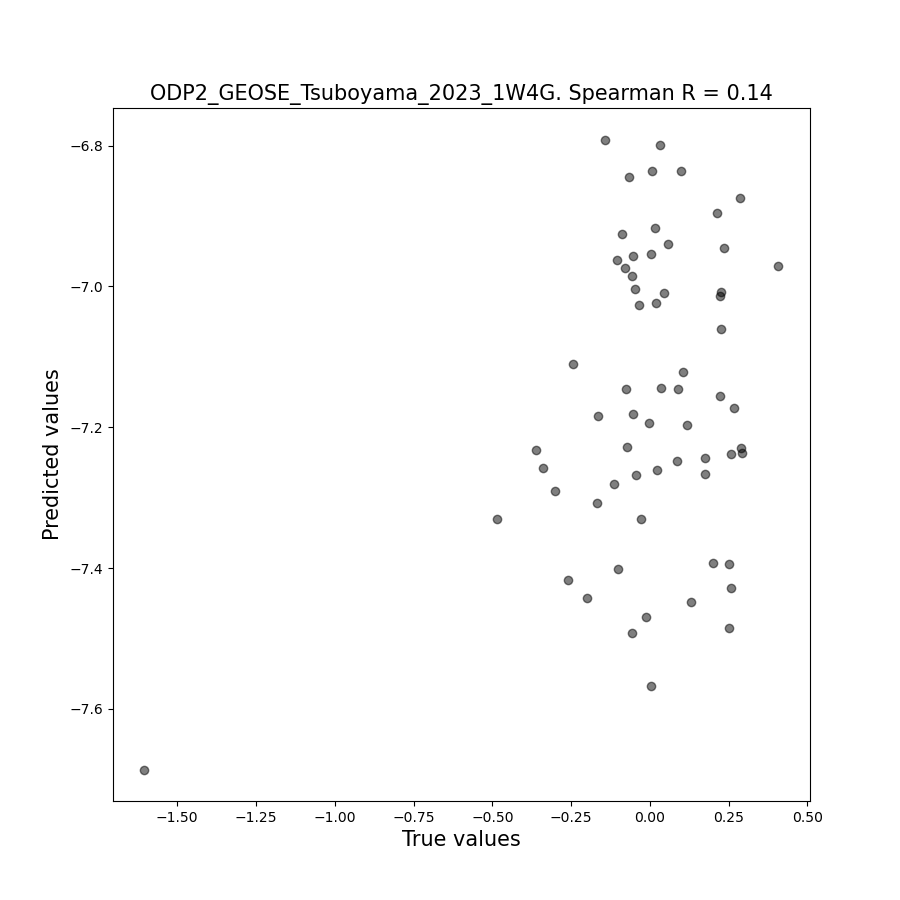 ODP2_GEOSE_Tsuboyama_2023_1W4G. Spearman R = 0.14
Predicted values
−6.8
−7.0
−7.2
−7.4
−7.6
−1.50 −1.25 −1.00 −0.75 −0.50 −0.25 0.00 0.25 0.50
True values